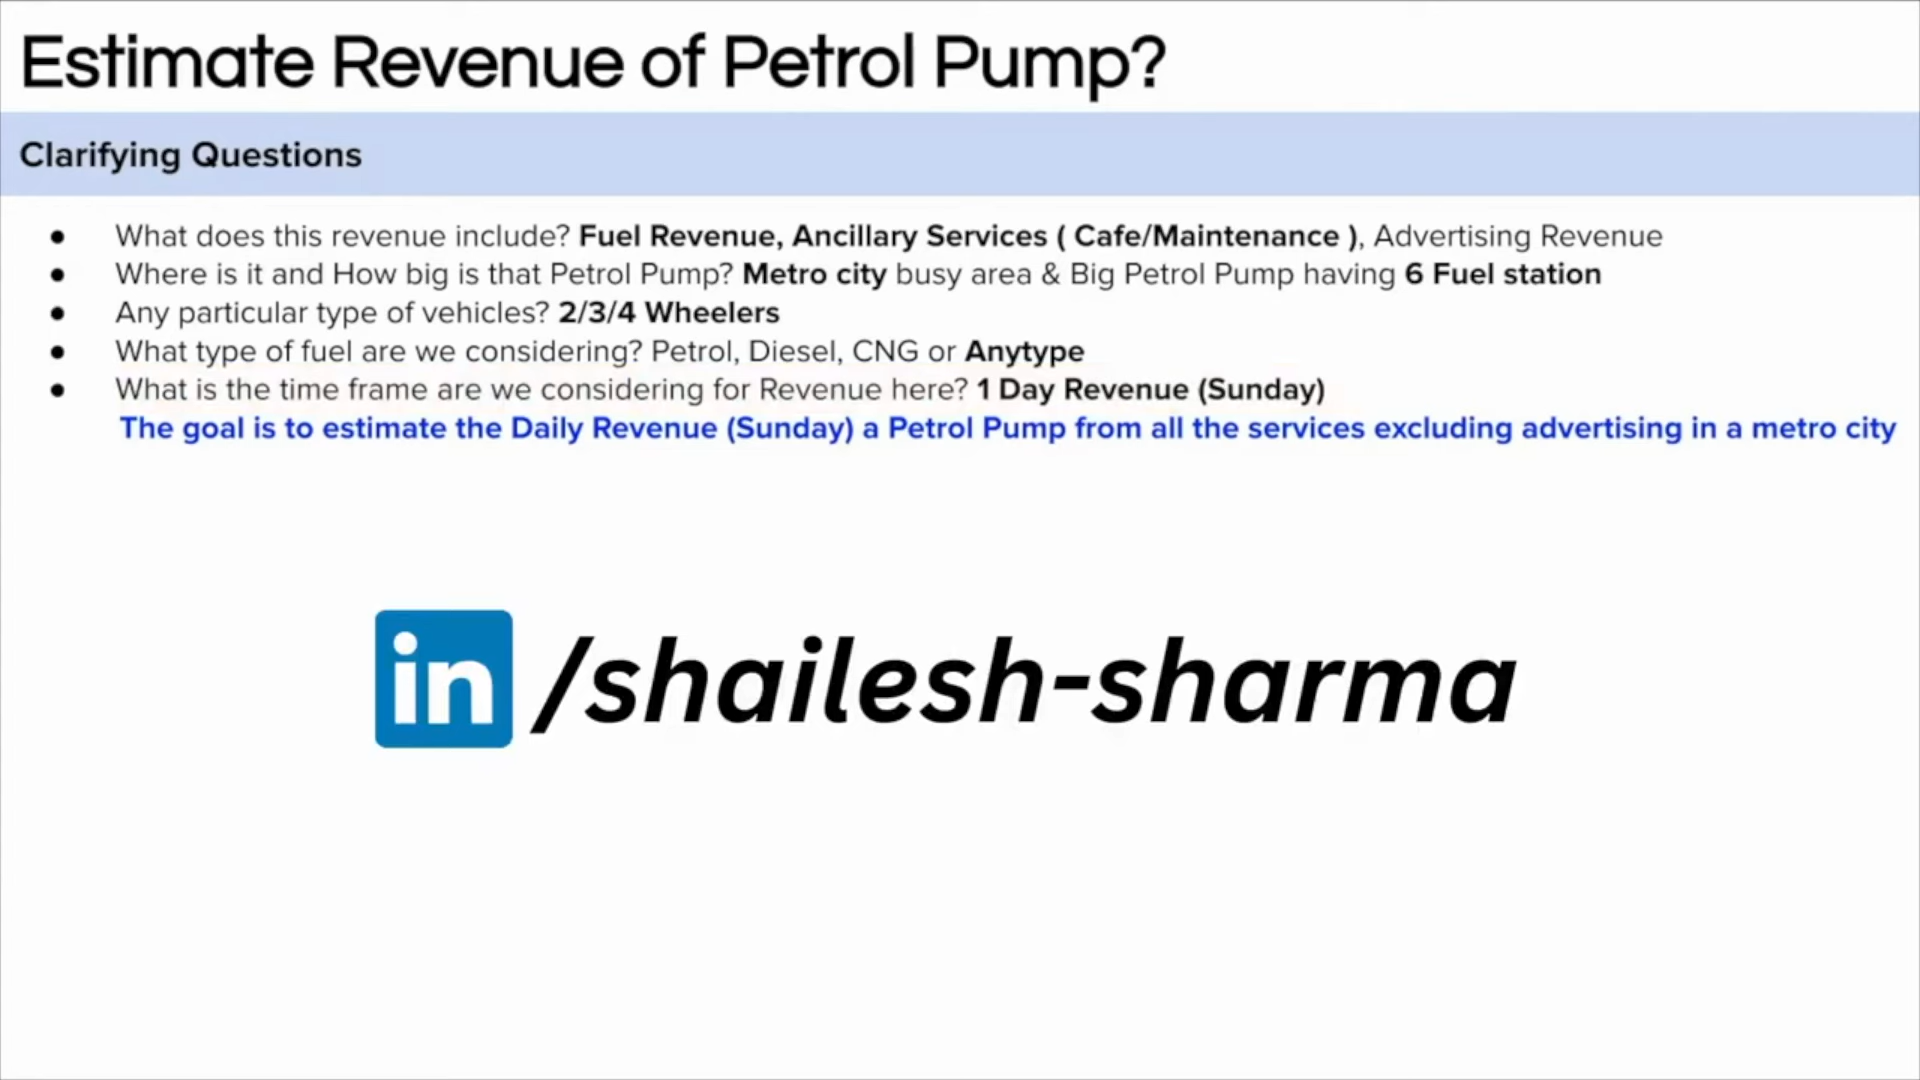 Estimate Revenue of Petrol Pump?
Clarifying Questions
● What does this revenue include? Fuel Revenue, Ancillary Services ( Cafe/Maintenance ), Advertising Revenue
● Where is it and How big is that Petrol Pump? Metro city busy area & Big Petrol Pump having 6 Fuel station
● Any particular type of vehicles? 2/3/4 Wheelers
● What type of fuel are we considering? Petrol, Diesel, CNG or Anytype
● What is the time frame are we considering for Revenue here? 1 Day Revenue (Sunday)
The goal is to estimate the Daily Revenue (Sunday) a Petrol Pump from all the services excluding advertising in a metro city
in /shailesh-sharma